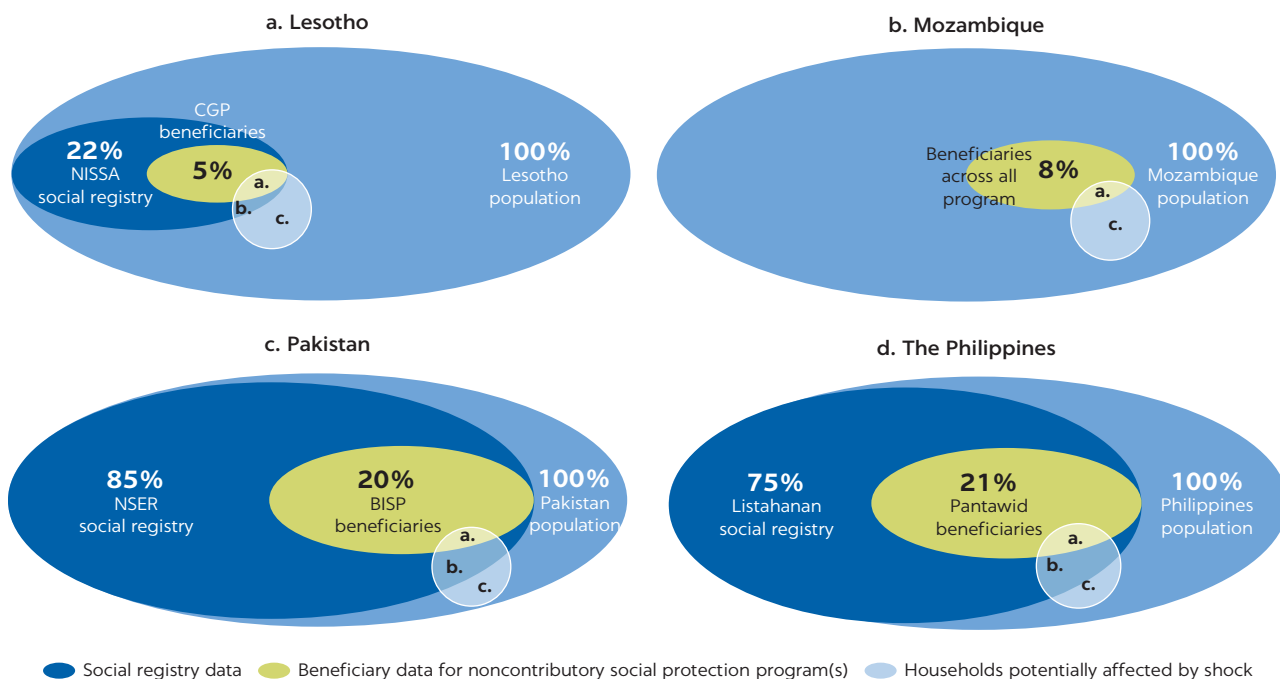 a. Lesotho
CGP
beneficiaries
22%
NISSA
social registry
5%
a.
b.
c.
100%
Lesotho
population
b. Mozambique
Beneficiaries
across all
program
8%
a.
c.
100%
Mozambique
population
c. Pakistan
85%
NSER
social registry
20%
BISP
beneficiaries
a.
b.
c.
100%
Pakistan
population
d. The Philippines
75%
Listahanan
social registry
21%
Pantawid
beneficiaries
a.
b.
c.
100%
Philippines
population
Social registry data
Beneficiary data for noncontributory social protection program(s)
Households potentially affected by shock